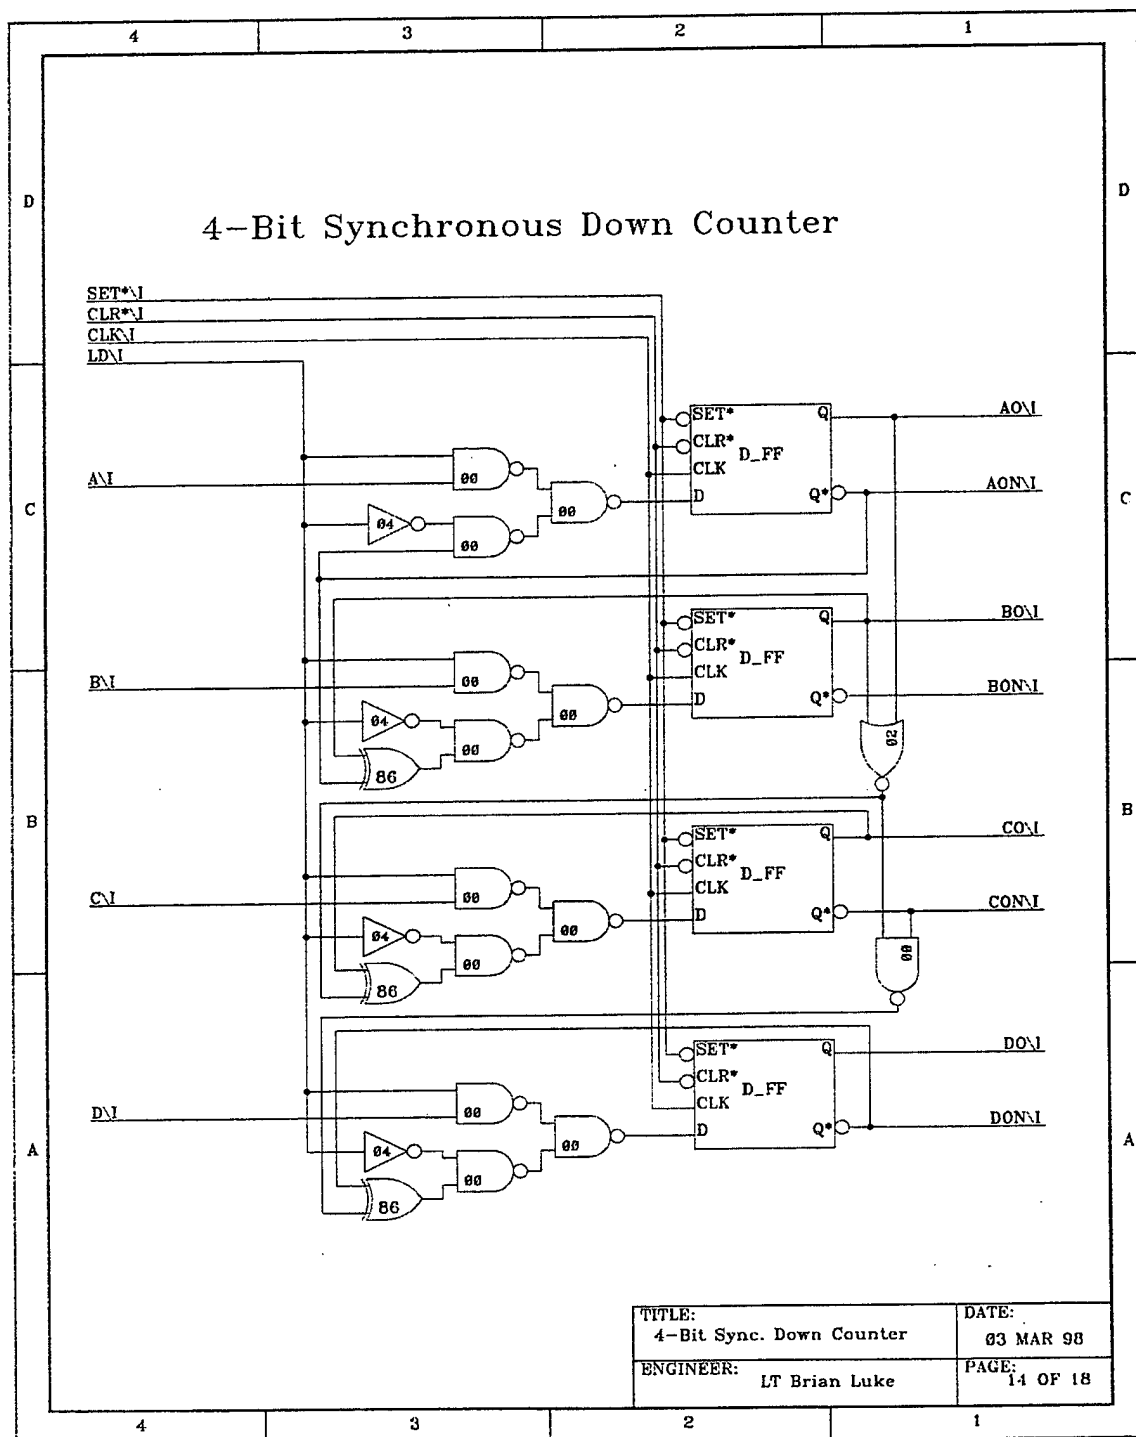 4 3 2 1
D D
4-Bit Synchronous Down Counter
SET*\I
CLR*\I
CLK\I
LD\I
SET* Q AO\I
CLR* D_FF
CLK
A\I 00 D Q* AON\I
C C
04 00 00
SET* Q BO\I
CLR* D_FF
CLK
B\I 00 D Q* BON\I
04 00 00 02
86
B B
SET* Q CO\I
CLR* D_FF
CLK
C\I 00 D Q* CON\I
04 00 00 00
86
SET* Q DO\I
CLR* D_FF
CLK
D\I 00 D Q* DON\I
A A
04 00 00
86
TITLE: DATE:
4-Bit Sync. Down Counter 03 MAR 98
ENGINEER: LT Brian Luke PAGE: 14 OF 18
4 3 2 1